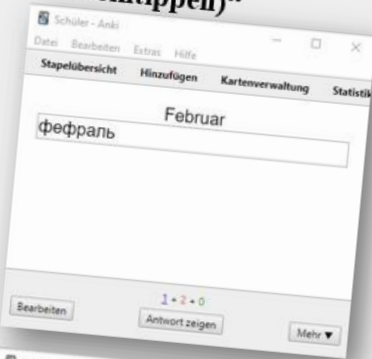 Schüler - Anki
Datei Bearbeiten Extras Hilfe
Stapelübersicht Hinzufügen Kartenverwaltung Statistik
Februar
фефраль
1 + 2 + 0
Bearbeiten Antwort zeigen Mehr ▼